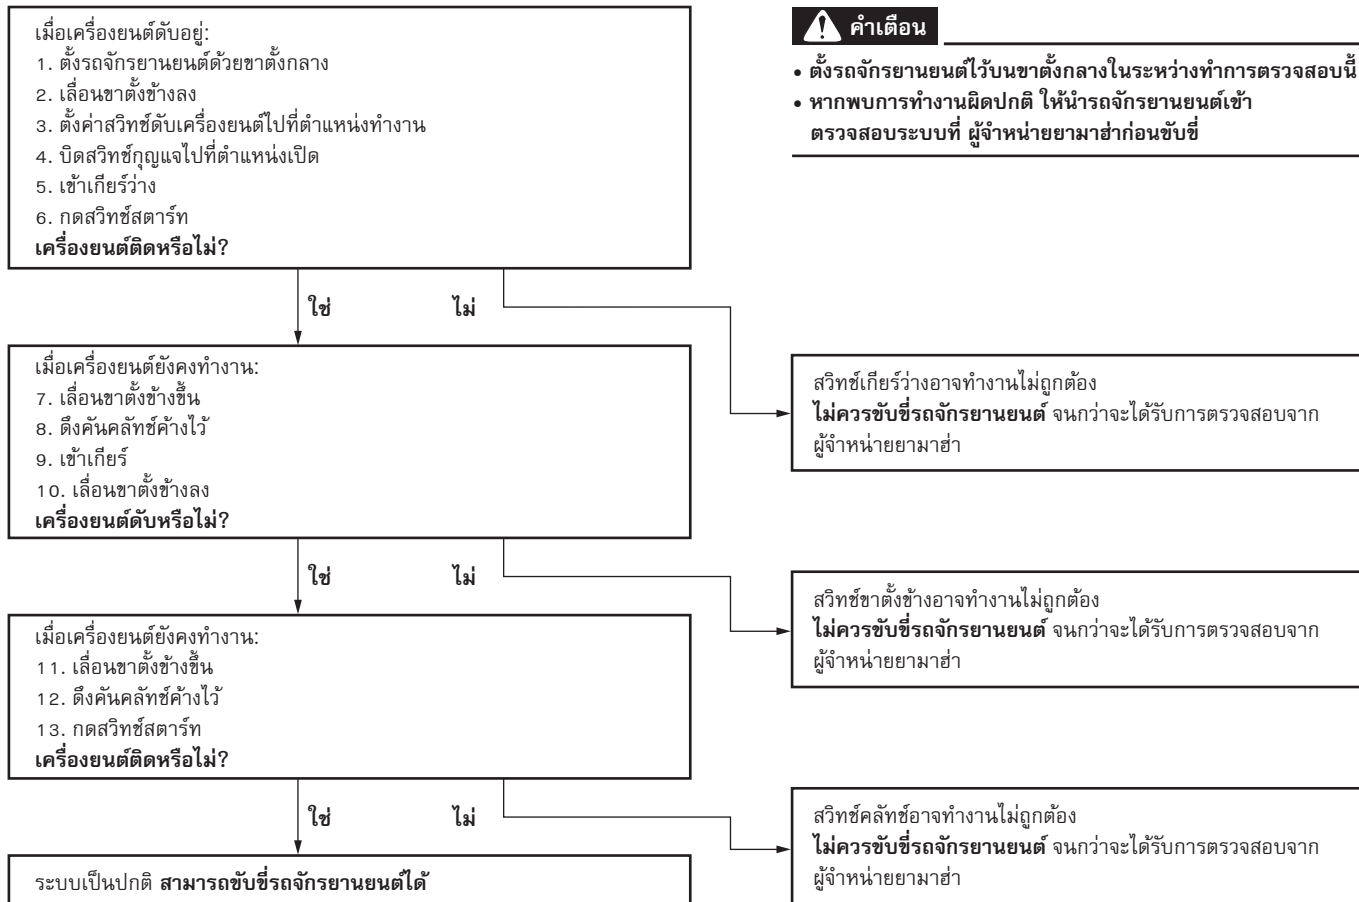 เมื่อเครื่องยนต์ดับอยู่:
1. ตั้งรถจักรยานยนต์ด้วยขาตั้งกลาง
2. เลื่อนขาตั้งข้างลง
3. ตั้งค่าสวิทช์ดับเครื่องยนต์ไปที่ตำแหน่งทำงาน
4. บิดสวิทช์กุญแจไปที่ตำแหน่งเปิด
5. เข้าเกียร์ว่าง
6. กดสวิทช์สตาร์ท
เครื่องยนต์ติดหรือไม่?
คำเตือน
• ตั้งรถจักรยานยนต์ไว้บนขาตั้งกลางในระหว่างทำการตรวจสอบนี้
• หากพบการทำงานผิดปกติ ให้นำรถจักรยานยนต์เข้า
ตรวจสอบระบบที่ ผู้จำหน่ายยามาฮ่าก่อนขับขี่
ใช่ ไม่
เมื่อเครื่องยนต์ยังคงทำงาน:
7. เลื่อนขาตั้งข้างขึ้น
8. ดึงคันคลัทช์ค้างไว้
9. เข้าเกียร์
10. เลื่อนขาตั้งข้างลง
เครื่องยนต์ดับหรือไม่?
สวิทช์เกียร์ว่างอาจทำงานไม่ถูกต้อง
ไม่ควรขับขี่รถจักรยานยนต์ จนกว่าจะได้รับการตรวจสอบจาก
ผู้จำหน่ายยามาฮ่า
ใช่ ไม่
เมื่อเครื่องยนต์ยังคงทำงาน:
11. เลื่อนขาตั้งข้างขึ้น
12. ดึงคันคลัทช์ค้างไว้
13. กดสวิทช์สตาร์ท
เครื่องยนต์ติดหรือไม่?
สวิทช์ขาตั้งข้างอาจทำงานไม่ถูกต้อง
ไม่ควรขับขี่รถจักรยานยนต์ จนกว่าจะได้รับการตรวจสอบจาก
ผู้จำหน่ายยามาฮ่า
ใช่ ไม่
ระบบเป็นปกติ สามารถขับขี่รถจักรยานยนต์ได้
สวิทช์คลัทช์อาจทำงานไม่ถูกต้อง
ไม่ควรขับขี่รถจักรยานยนต์ จนกว่าจะได้รับการตรวจสอบจาก
ผู้จำหน่ายยามาฮ่า